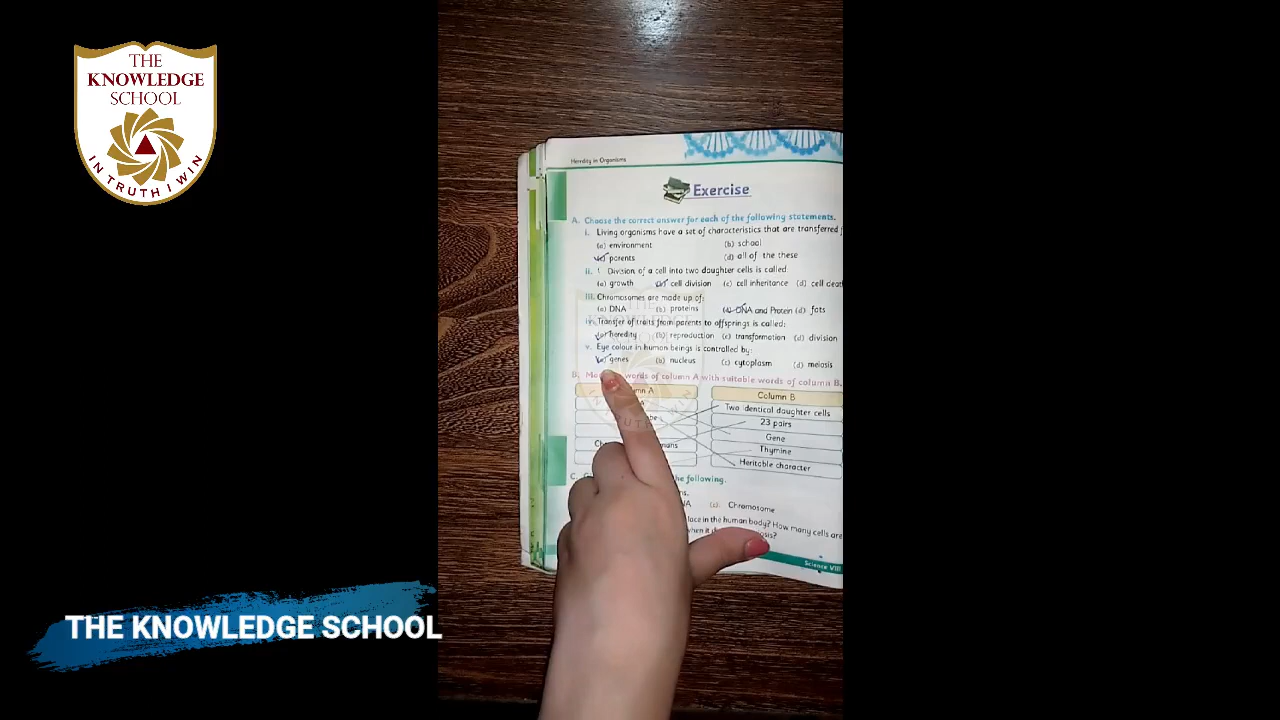 THE
KNOWLEDGE
SCHOOL
IN TRUTH I WIN
Heredity in Organisms
Exercise
A. Choose the correct answer for each of the following statements.
i. Living organisms have a set of characteristics that are transferred
(a) environment (b) school
(c) parents (d) all of the these
ii. Division of a cell into two daughter cells is called
(a) growth (b) cell division (c) cell inheritance (d) cell deat
iii. Chromosomes are made up of:
(a) DNA (b) proteins (c) DNA and Protein (d) fats
iv. Transfer of traits from parents to offsprings is called:
(a) heredity (b) reproduction (c) transformation (d) division
v. Eye colour in human beings is controlled by:
(a) genes (b) nucleus (c) cytoplasm (d) meiosis
B. words of column A with suitable words of column B.
A Column B
Two identical daughter cells
23 pairs
Gene
Thymine
Heritable character
C. following.
Chromosome
lace in the human body? How many cells are
when it
Science VIII
THE KNOWLEDGE SCHOOL